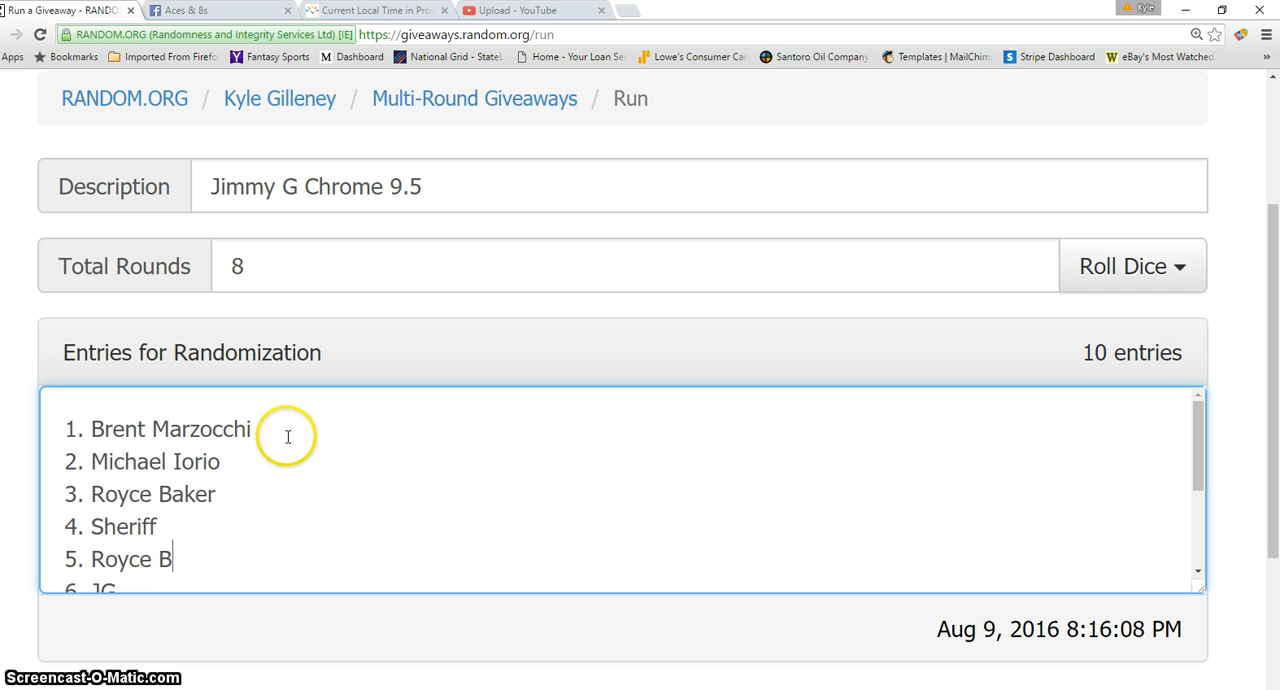 Run a Giveaway - RANDO
Aces & 8s
Current Local Time in Pro
Upload - YouTube
Kyle
RANDOM.ORG (Randomness and Integrity Services Ltd) [IE]
https://giveaways.random.org/run
Apps
Bookmarks
Imported From Firefo
Fantasy Sports
Dashboard
National Grid - StateL
Home - Your Loan Ser
Lowe's Consumer Car
Santoro Oil Company
Templates | MailChim
Stripe Dashboard
eBay's Most Watched
»
RANDOM.ORG / Kyle Gilleney / Multi-Round Giveaways / Run
Description
Jimmy G Chrome 9.5
Total Rounds
8
Roll Dice
Entries for Randomization
10 entries
1. Brent Marzocchi
2. Michael Iorio
3. Royce Baker
4. Sheriff
5. Royce B
6. JG
Aug 9, 2016 8:16:08 PM
Screencast-O-Matic.com